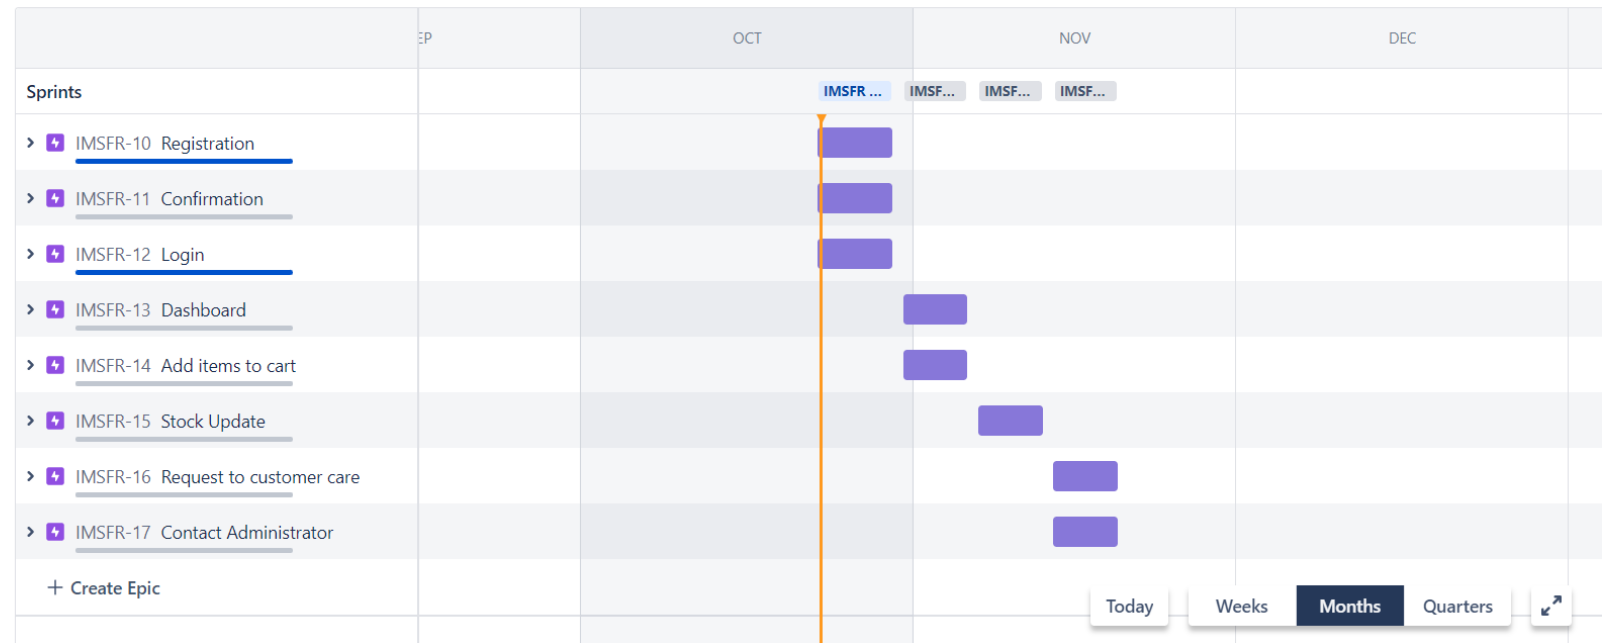 EP OCT NOV DEC
Sprints IMSFR ... IMSF... IMSF... IMSF...
IMSFR-10 Registration
IMSFR-11 Confirmation
IMSFR-12 Login
IMSFR-13 Dashboard
IMSFR-14 Add items to cart
IMSFR-15 Stock Update
IMSFR-16 Request to customer care
IMSFR-17 Contact Administrator
+ Create Epic
Today Weeks Months Quarters